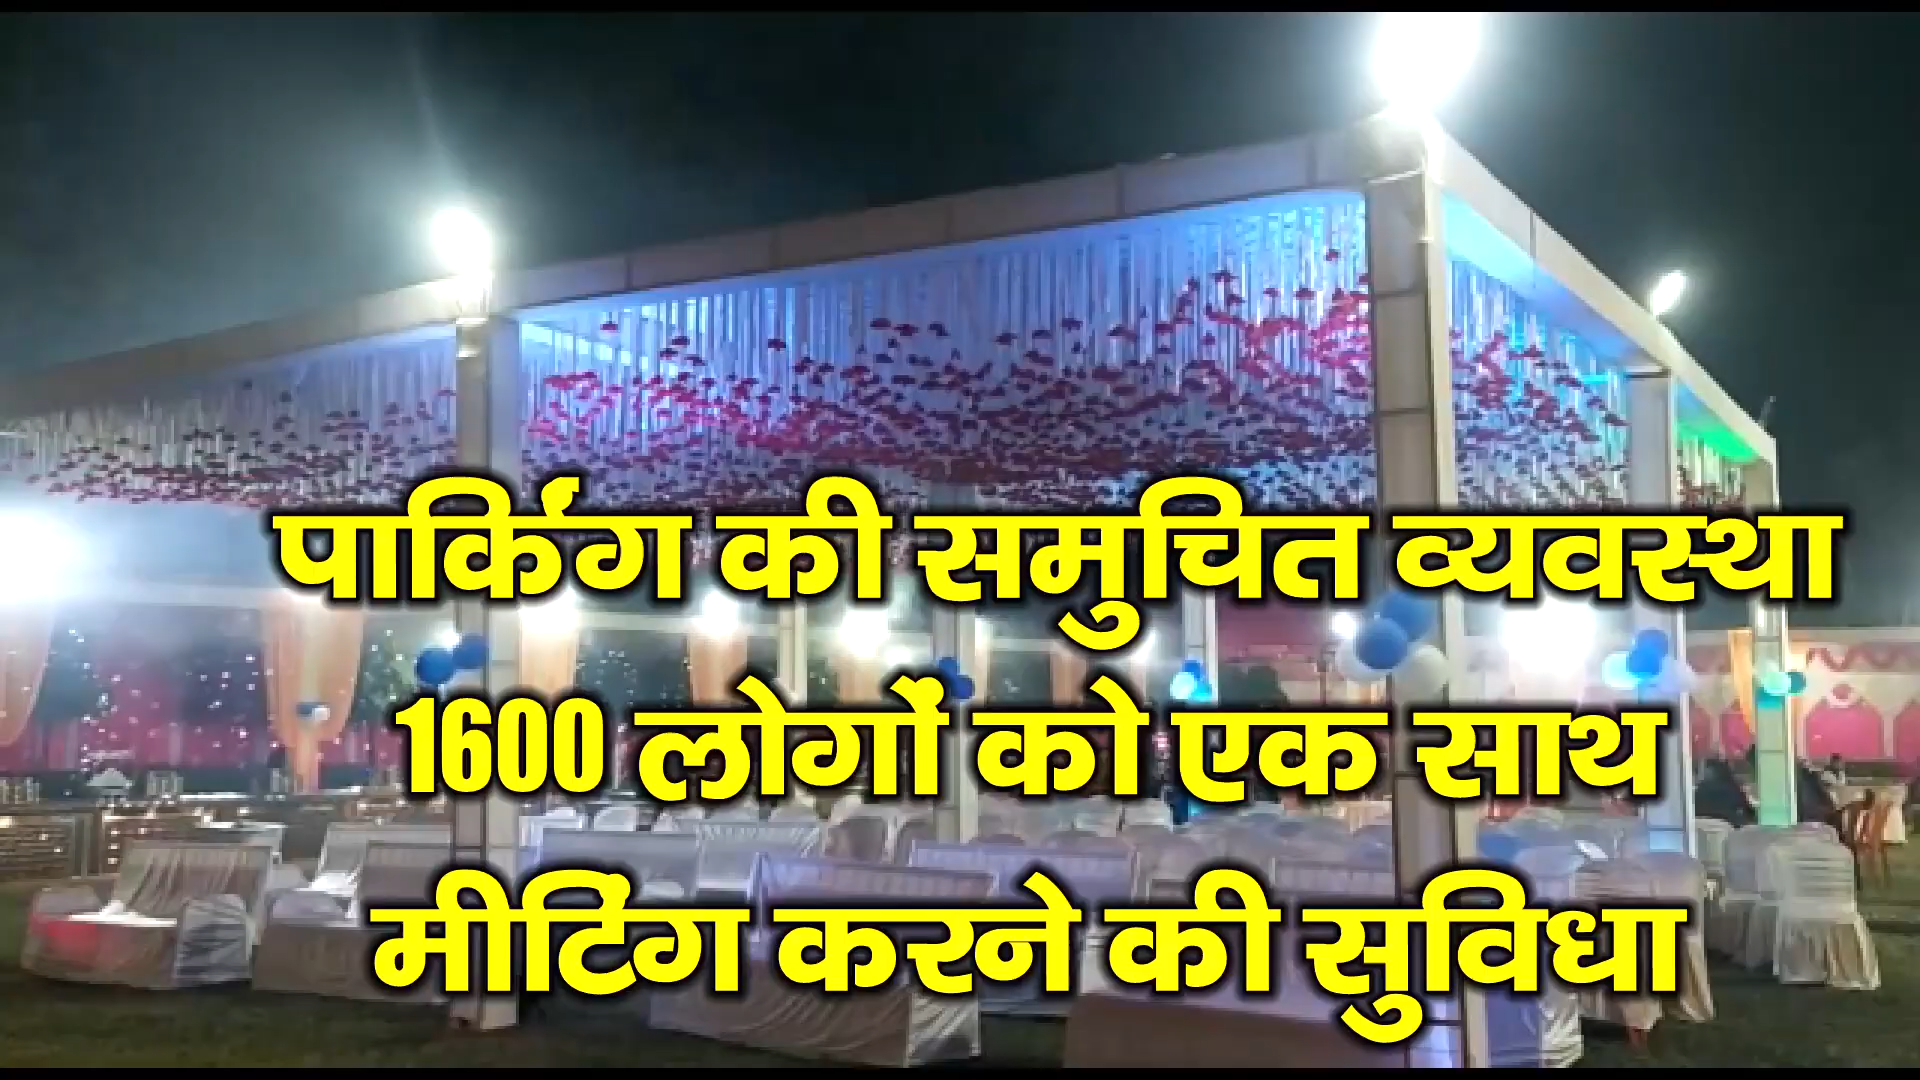 पार्किंग की समुचित व्यवस्था
1600 लोगों को एक साथ
मीटिंग करने की सुविधा